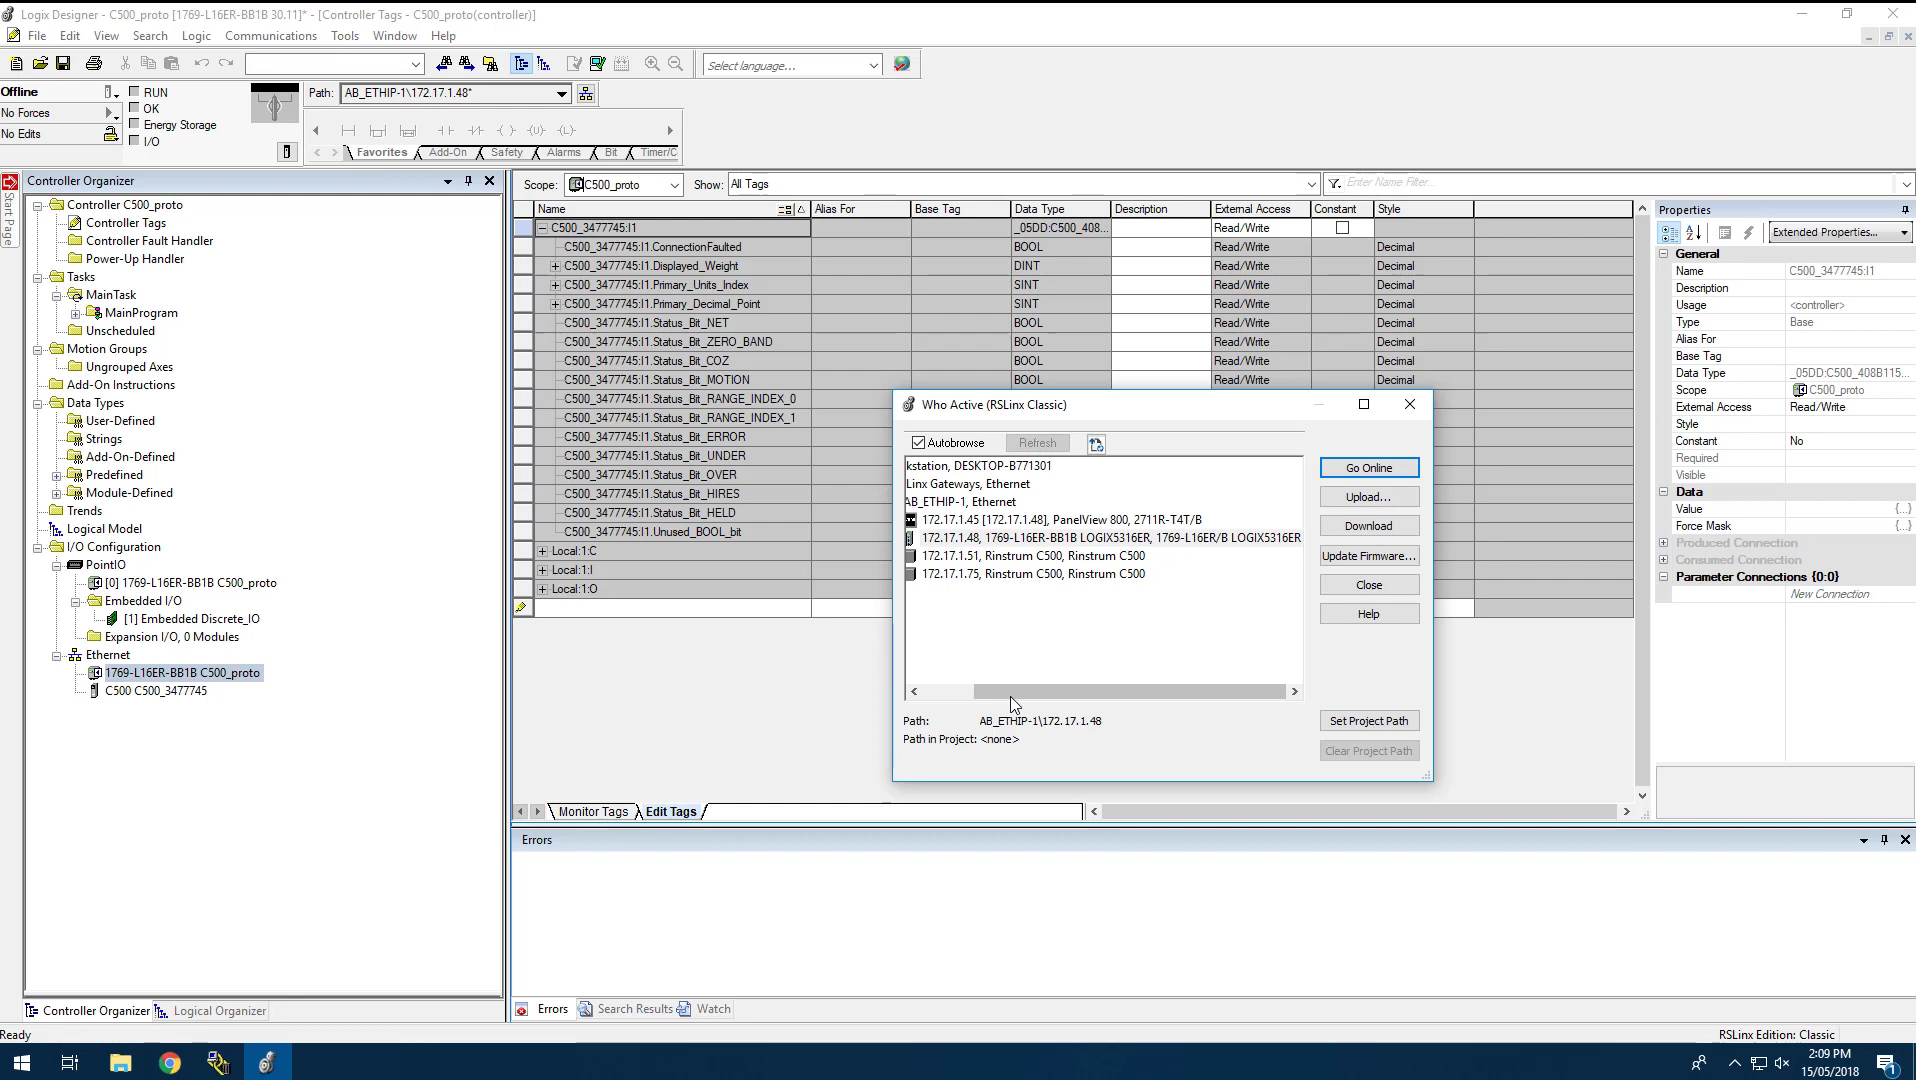 Logix Designer - C500_proto [1769-L16ER-BB1B 30.11]* - [Controller Tags - C500_proto(controller)]
File Edit View Search Logic Communications Tools Window Help
Select language...
Offline RUN Path: AB_ETHIP-1\172.17.1.48*
No Forces OK
Energy Storage
No Edits I/O
Favorites Add-On Safety Alarms Bit Timer/C
Start Page
Controller Organizer
Controller C500_proto
Controller Tags
Controller Fault Handler
Power-Up Handler
Tasks
MainTask
MainProgram
Unscheduled
Motion Groups
Ungrouped Axes
Add-On Instructions
Data Types
User-Defined
Strings
Add-On-Defined
Predefined
Module-Defined
Trends
Logical Model
I/O Configuration
PointIO
[0] 1769-L16ER-BB1B C500_proto
Embedded I/O
[1] Embedded Discrete_IO
Expansion I/O, 0 Modules
Ethernet
1769-L16ER-BB1B C500_proto
C500 C500_3477745
Controller Organizer Logical Organizer
Scope: C500_proto Show: All Tags Enter Name Filter...
Name Alias For Base Tag Data Type Description External Access Constant Style
C500_3477745:I1 _05DD:C500_408... Read/Write
C500_3477745:I1.ConnectionFaulted BOOL Read/Write Decimal
C500_3477745:I1.Displayed_Weight DINT Read/Write Decimal
C500_3477745:I1.Primary_Units_Index SINT Read/Write Decimal
C500_3477745:I1.Primary_Decimal_Point SINT Read/Write Decimal
C500_3477745:I1.Status_Bit_NET BOOL Read/Write Decimal
C500_3477745:I1.Status_Bit_ZERO_BAND BOOL Read/Write Decimal
C500_3477745:I1.Status_Bit_COZ BOOL Read/Write Decimal
C500_3477745:I1.Status_Bit_MOTION BOOL Read/Write Decimal
C500_3477745:I1.Status_Bit_RANGE_INDEX_0
C500_3477745:I1.Status_Bit_RANGE_INDEX_1
C500_3477745:I1.Status_Bit_ERROR
C500_3477745:I1.Status_Bit_UNDER
C500_3477745:I1.Status_Bit_OVER
C500_3477745:I1.Status_Bit_HIRES
C500_3477745:I1.Status_Bit_HELD
C500_3477745:I1.Unused_BOOL_bit
Local:1:C
Local:1:I
Local:1:O
Monitor Tags Edit Tags
Who Active (RSLinx Classic)
Autobrowse Refresh
kstation, DESKTOP-B771301
Linx Gateways, Ethernet
AB_ETHIP-1, Ethernet
172.17.1.45 [172.17.1.48], PanelView 800, 2711R-T4T/B
172.17.1.48, 1769-L16ER-BB1B LOGIX5316ER, 1769-L16ER/B LOGIX5316ER
172.17.1.51, Rinstrum C500, Rinstrum C500
172.17.1.75, Rinstrum C500, Rinstrum C500
Go Online
Upload...
Download
Update Firmware...
Close
Help
Path: AB_ETHIP-1\172.17.1.48
Path in Project: <none>
Set Project Path
Clear Project Path
Properties
Extended Properties...
General
Name C500_3477745:I1
Description
Usage <controller>
Type Base
Alias For
Base Tag
Data Type _05DD:C500_408B115...
Scope C500_proto
External Access Read/Write
Style
Constant No
Required
Visible
Data
Value {...}
Force Mask {...}
Produced Connection
Consumed Connection
Parameter Connections {0:0}
New Connection
Errors
Errors Search Results Watch
Ready RSLinx Edition: Classic
2:09 PM
15/05/2018
1